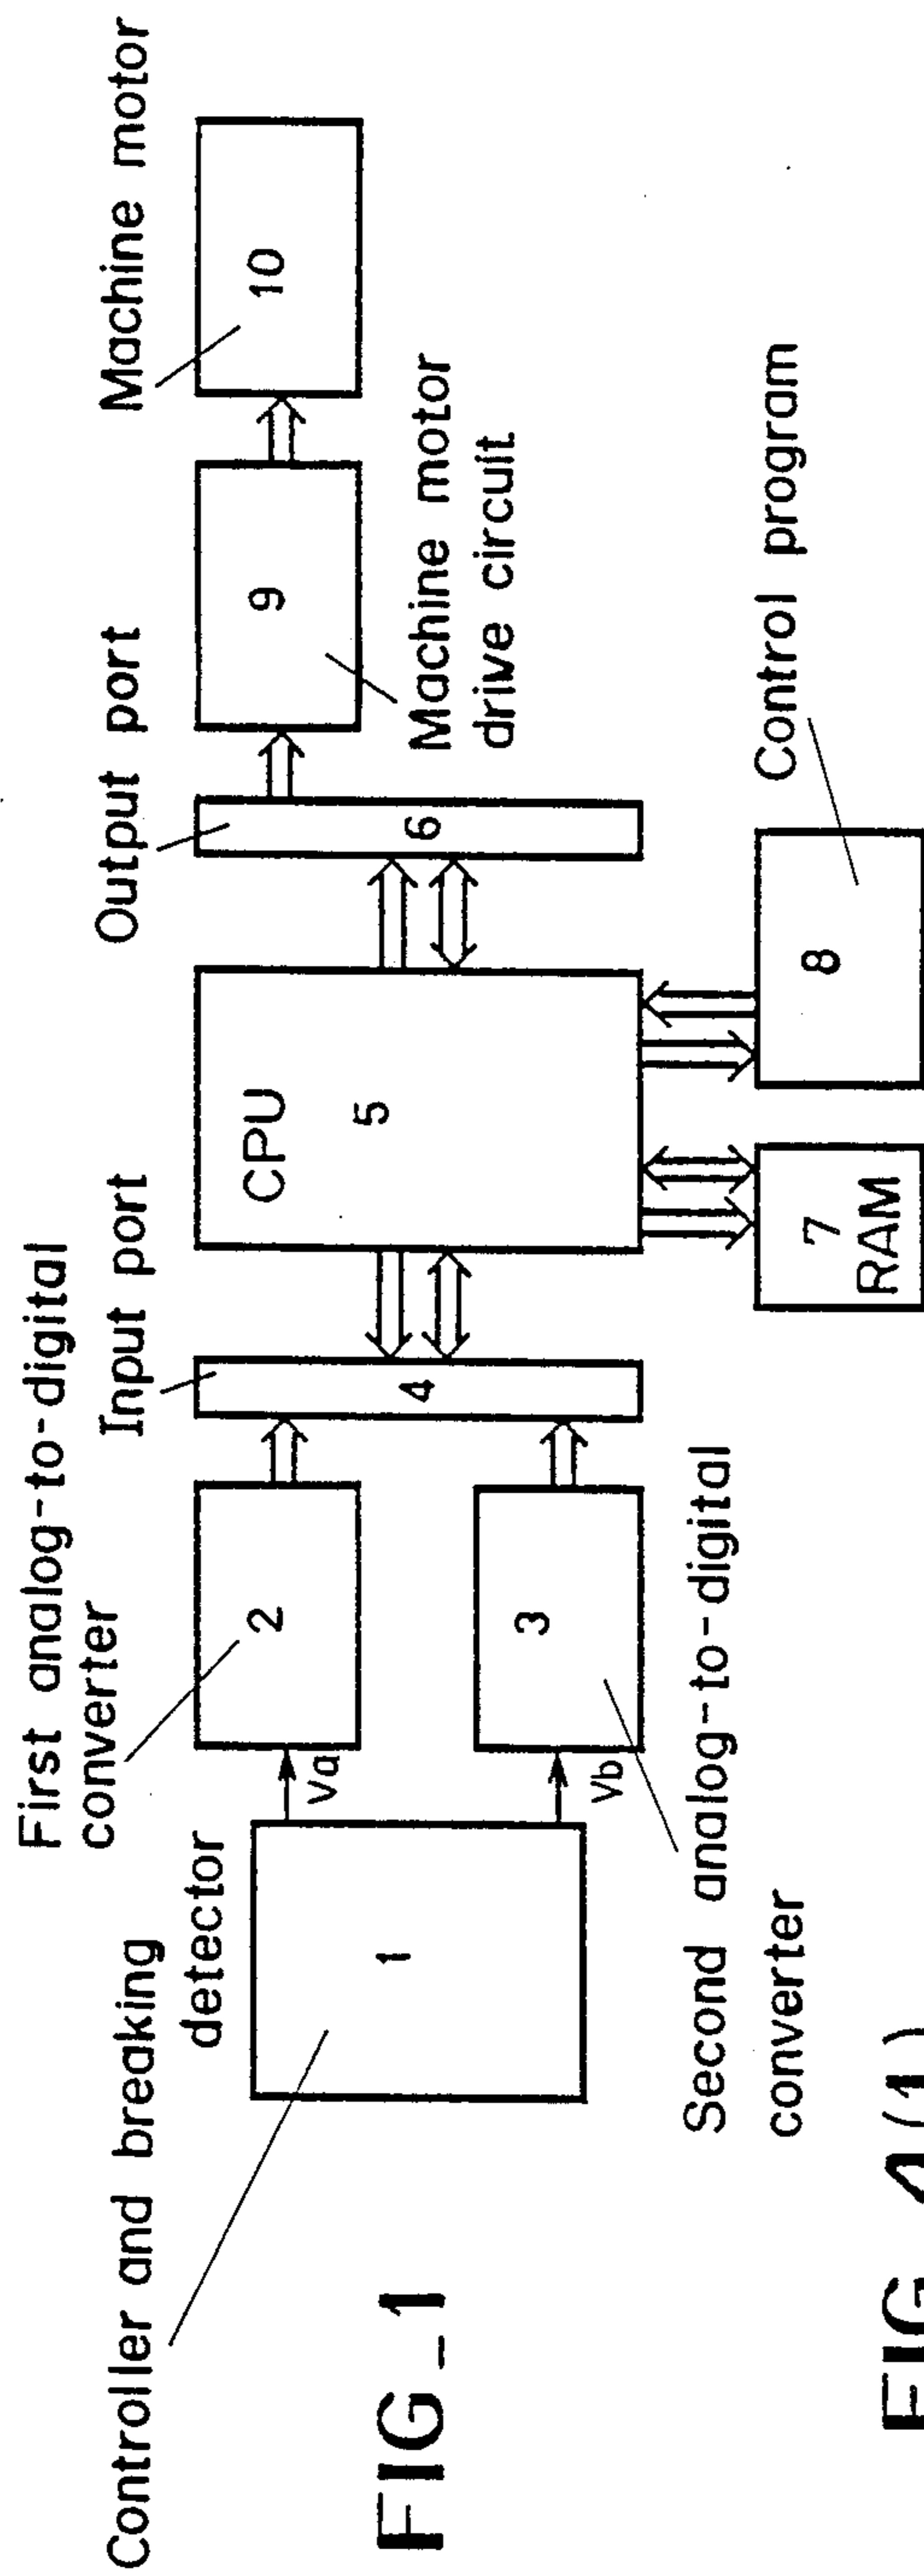 Controller and breaking
detector
1
Va
Vb
First analog-to-digital
converter
2
Second analog-to-digital
converter
3
Input port
4
CPU
5
7
RAM
8
Control program
Output port
6
9
Machine motor
drive circuit
Machine motor
10
FIG_1
FIG_4(1)